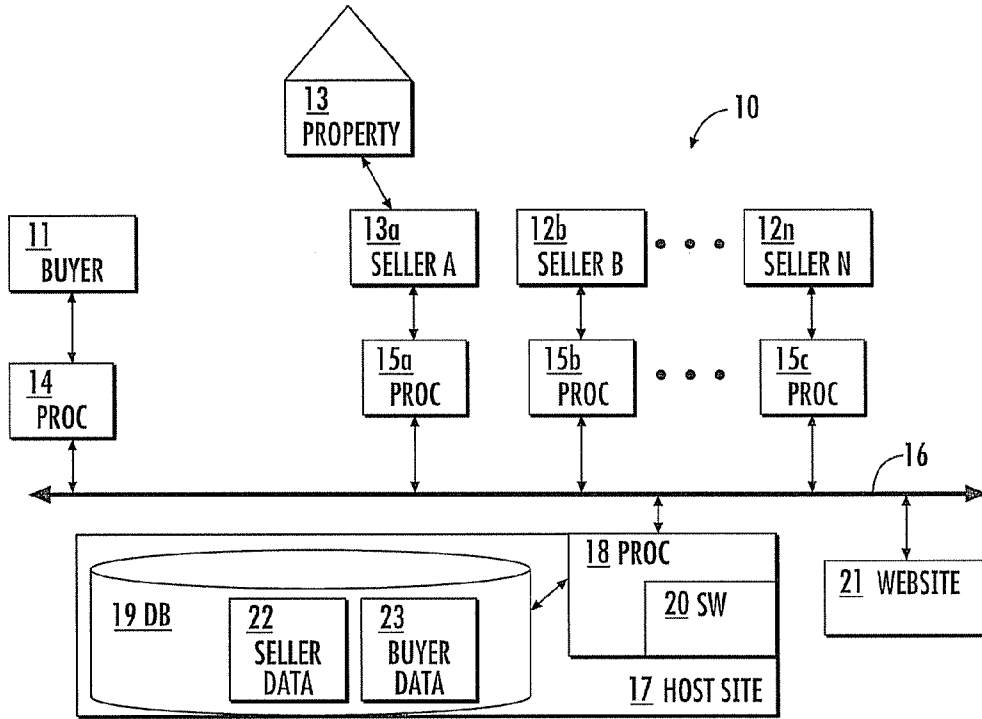 13
PROPERTY
10
11
BUYER
13a
SELLER A
12b
SELLER B
12n
SELLER N
14
PROC
15a
PROC
15b
PROC
15c
PROC
16
18 PROC
20 SW
21 WEBSITE
19 DB
22
SELLER
DATA
23
BUYER
DATA
17 HOST SITE